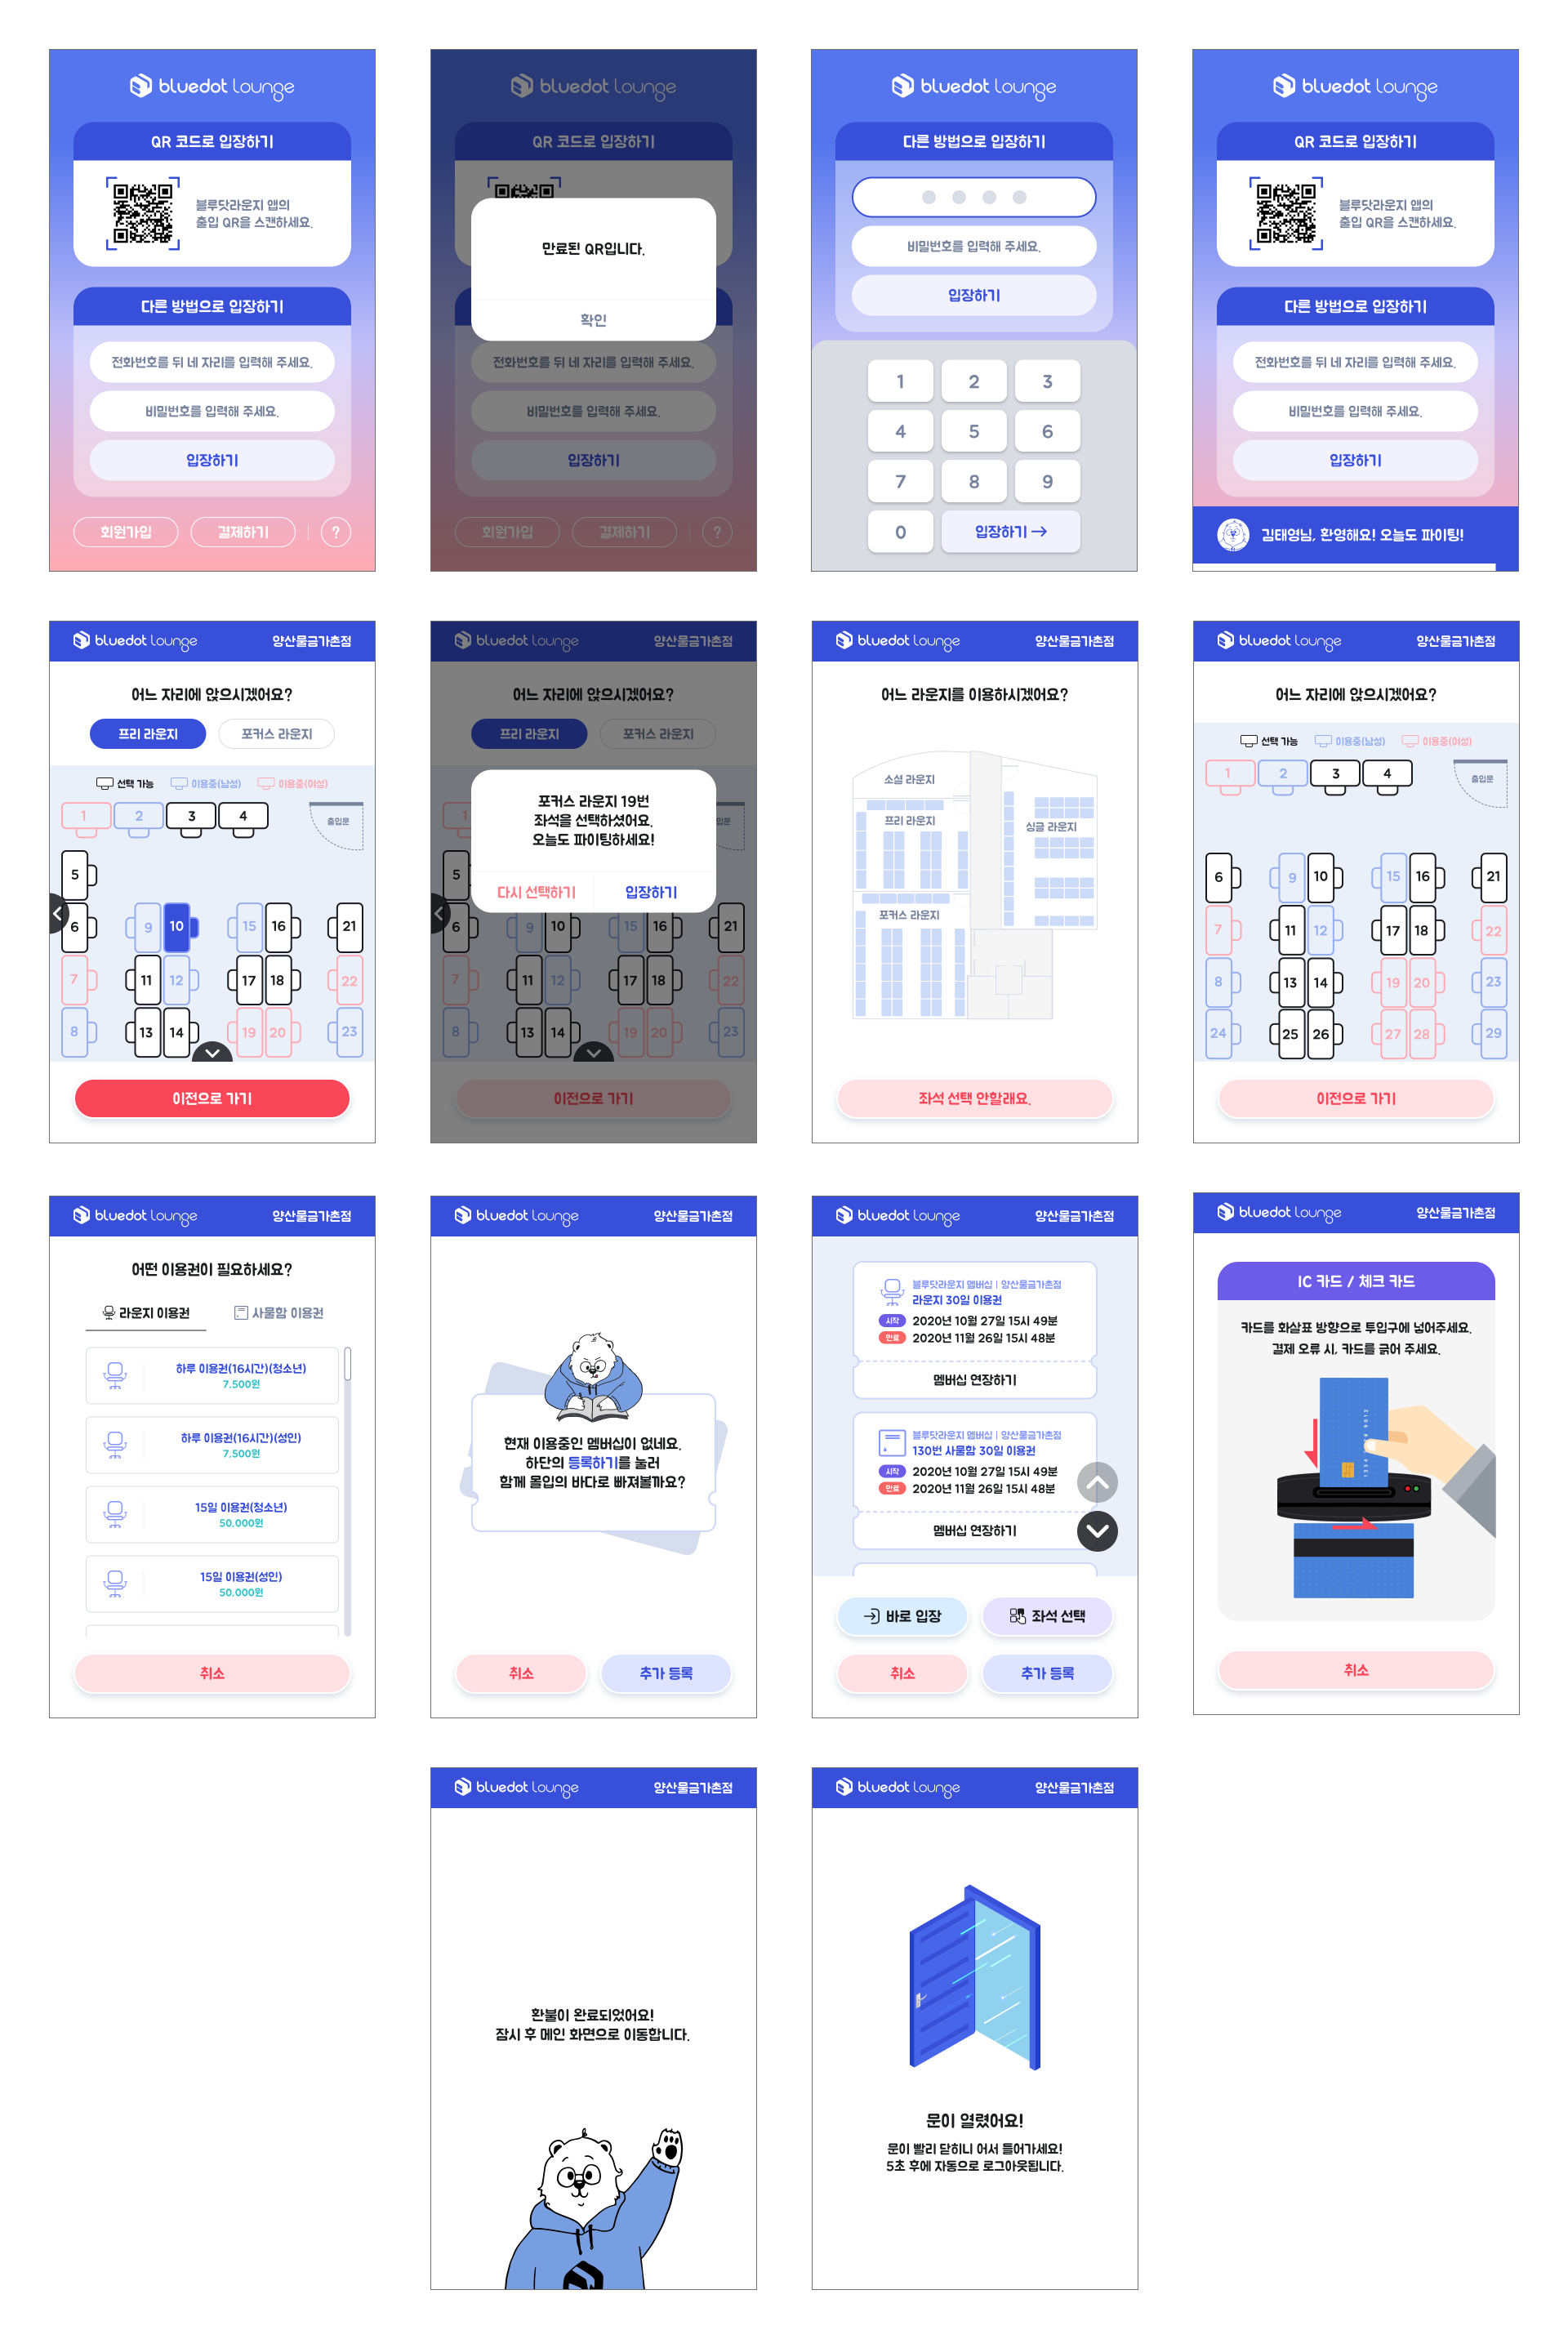 bluedot lounge
QR 코드로 입장하기
블루닷라운지 앱의
출입 QR을 스캔하세요.
다른 방법으로 입장하기
전화번호를 뒤 네 자리를 입력해 주세요.
비밀번호를 입력해 주세요.
입장하기
회원가입
결제하기
?
bluedot lounge
QR 코드로 입장하기
만료된 QR입니다.
확인
전화번호를 뒤 네 자리를 입력해 주세요.
비밀번호를 입력해 주세요.
입장하기
회원가입
결제하기
?
bluedot lounge
다른 방법으로 입장하기
비밀번호를 입력해 주세요.
입장하기
1 2 3
4 5 6
7 8 9
0 입장하기
bluedot lounge
QR 코드로 입장하기
블루닷라운지 앱의
출입 QR을 스캔하세요.
다른 방법으로 입장하기
전화번호를 뒤 네 자리를 입력해 주세요.
비밀번호를 입력해 주세요.
입장하기
김태영님, 환영해요! 오늘도 파이팅!
bluedot lounge 양산물금가촌점
어느 자리에 앉으시겠어요?
프리 라운지 포커스 라운지
선택 가능 이용중(남성) 이용중(여성)
1 2 3 4 출입문
5
6 9 10 15 16 21
7 11 12 17 18 22
8 13 14 19 20 23
이전으로 가기
bluedot lounge 양산물금가촌점
어느 자리에 앉으시겠어요?
프리 라운지 포커스 라운지
포커스 라운지 19번
좌석을 선택하셨어요.
오늘도 파이팅하세요!
다시 선택하기 입장하기
1 입문
5
6 9 10 15 16 21
7 11 12 17 18 22
8 13 14 19 20 23
이전으로 가기
bluedot lounge 양산물금가촌점
어느 라운지를 이용하시겠어요?
소셜 라운지
프리 라운지
싱글 라운지
포커스 라운지
좌석 선택 안할래요.
bluedot lounge 양산물금가촌점
어느 자리에 앉으시겠어요?
선택 가능 이용중(남성) 이용중(여성)
1 2 3 4 출입문
6 9 10 15 16 21
7 11 12 17 18 22
8 13 14 19 20 23
24 25 26 27 28 29
이전으로 가기
bluedot lounge 양산물금가촌점
어떤 이용권이 필요하세요?
라운지 이용권 사물함 이용권
하루 이용권(16시간)(청소년)
7,500원
하루 이용권(16시간)(성인)
7,500원
15일 이용권(청소년)
50,000원
15일 이용권(성인)
50,000원
취소
bluedot lounge 양산물금가촌점
현재 이용중인 멤버십이 없네요.
하단의 등록하기를 눌러
함께 몰입의 바다로 빠져볼까요?
취소 추가 등록
bluedot lounge 양산물금가촌점
블루닷라운지 멤버십 | 양산물금가촌점
라운지 30일 이용권
시작 2020년 10월 27일 15시 49분
만료 2020년 11월 26일 15시 48분
멤버십 연장하기
블루닷라운지 멤버십 | 양산물금가촌점
130번 사물함 30일 이용권
시작 2020년 10월 27일 15시 49분
만료 2020년 11월 26일 15시 48분
멤버십 연장하기
바로 입장 좌석 선택
취소 추가 등록
bluedot lounge 양산물금가촌점
IC 카드 / 체크 카드
카드를 화살표 방향으로 투입구에 넣어주세요.
결제 오류 시, 카드를 긁어 주세요.
취소
bluedot lounge 양산물금가촌점
환불이 완료되었어요!
잠시 후 메인 화면으로 이동합니다.
bluedot lounge 양산물금가촌점
문이 열렸어요!
문이 빨리 닫히니 어서 들어가세요!
5초 후에 자동으로 로그아웃됩니다.